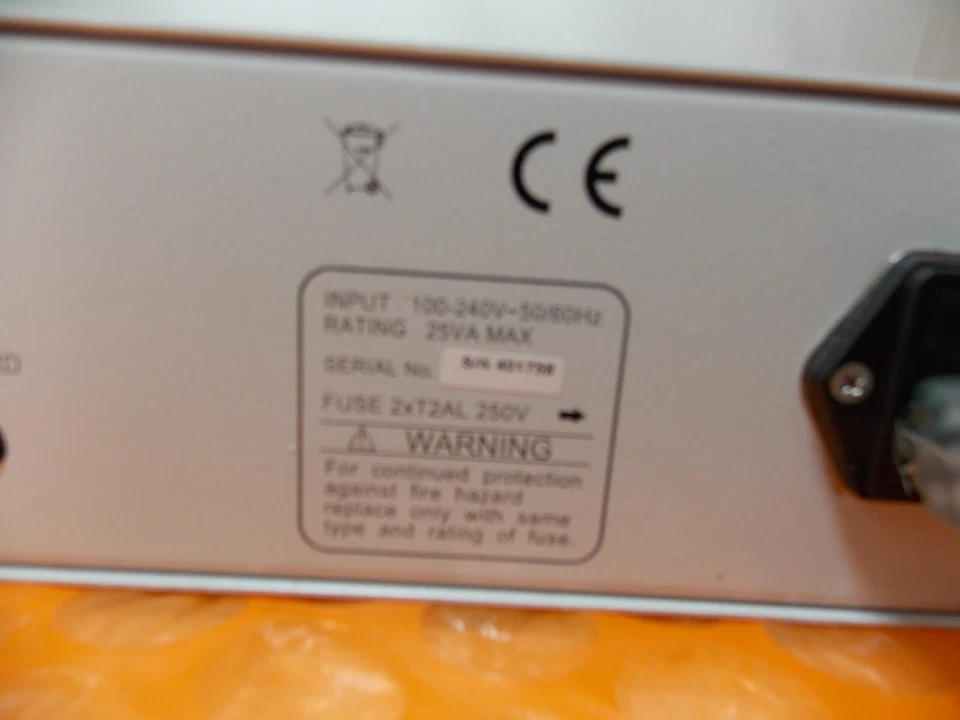 CE
INPUT 100-240V~50/60Hz
RATING 25VA MAX
SERIAL No. S/N 401739
FUSE 2xT2AL 250V
WARNING
For continued protection
against fire hazard
replace only with same
type and rating of fuse.